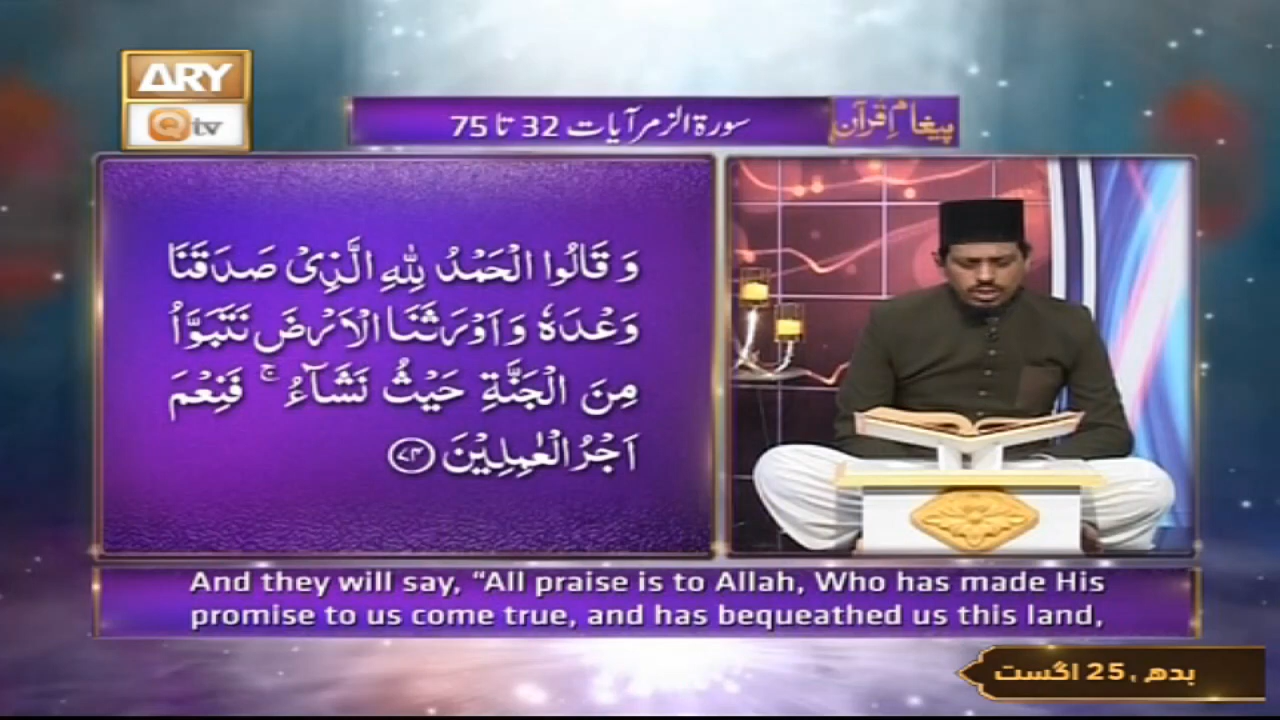 ARY
Qtv
سورة الزمر آیات 32 تا 75
پیغامِ قرآن
وَ قَالُوا الْحَمْدُ لِلّٰهِ الَّذِیْ صَدَقَنَا
وَعْدَهٗ وَ اَوْرَثَنَا الْاَرْضَ نَتَبَوَّاُ
مِنَ الْجَنَّةِ حَیْثُ نَشَآءُ ۚ فَنِعْمَ
اَجْرُ الْعٰمِلِیْنَ ﴿۷۴﴾
And they will say, “All praise is to Allah, Who has made His
promise to us come true, and has bequeathed us this land,
بدھ ، 25 اگست